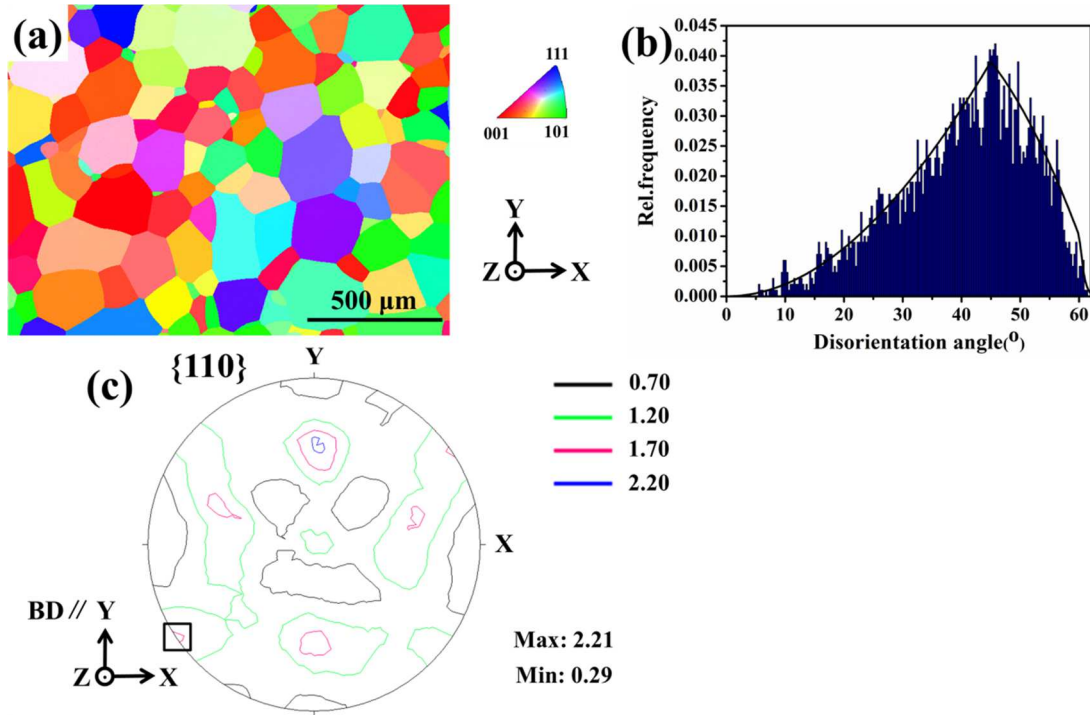 (a)
111
001 101
Y
Z X
500 μm
(b)
Rel.frequency
0.045
0.040
0.035
0.030
0.025
0.020
0.015
0.010
0.005
0.000
0 10 20 30 40 50 60
Disorientation angle(o)
(c)
{110}
Y
X
0.70
1.20
1.70
2.20
BD // Y
Z X
Max: 2.21
Min: 0.29